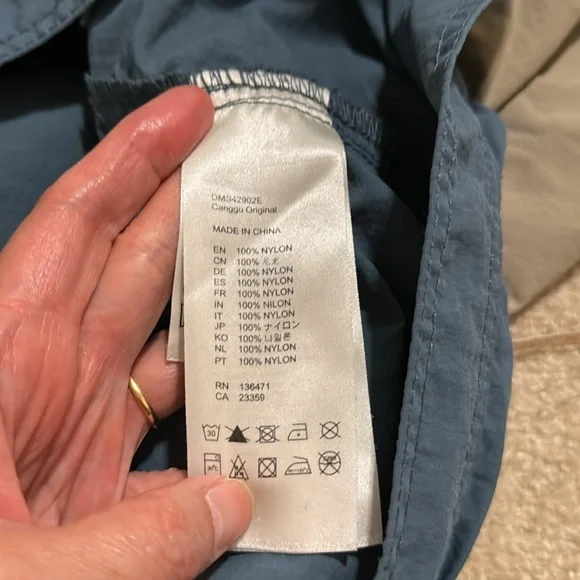 DMS42902E
Canggu Original
MADE IN CHINA
EN 100% NYLON
CN 100% 尼龙
DE 100% NYLON
ES 100% NYLON
FR 100% NYLON
IN 100% NILON
IT 100% NYLON
JP 100% ナイロン
KO 100% 나일론
NL 100% NYLON
PT 100% NYLON
RN 136471
CA 23359
30
30°C